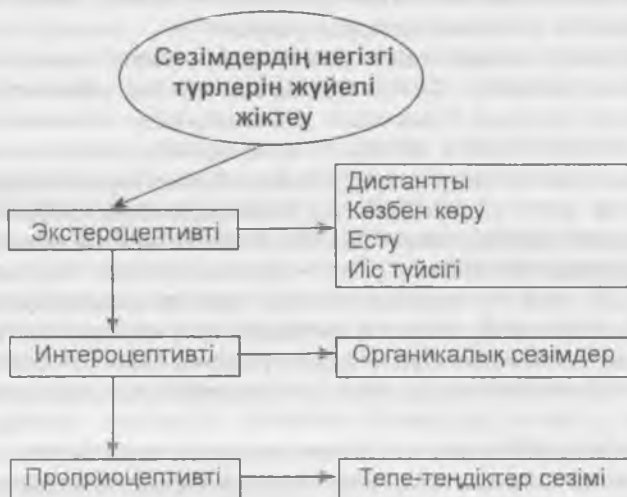 Сезімдердің негізгі
түрлерін жүйелі
жіктеу
Экстероцептивті
Дистантты
Көзбен көру
Есту
Иіс түйсігі
Интероцептивті
Органикалық сезімдер
Проприоцептивті
Тепе-теңдіктер сезімі